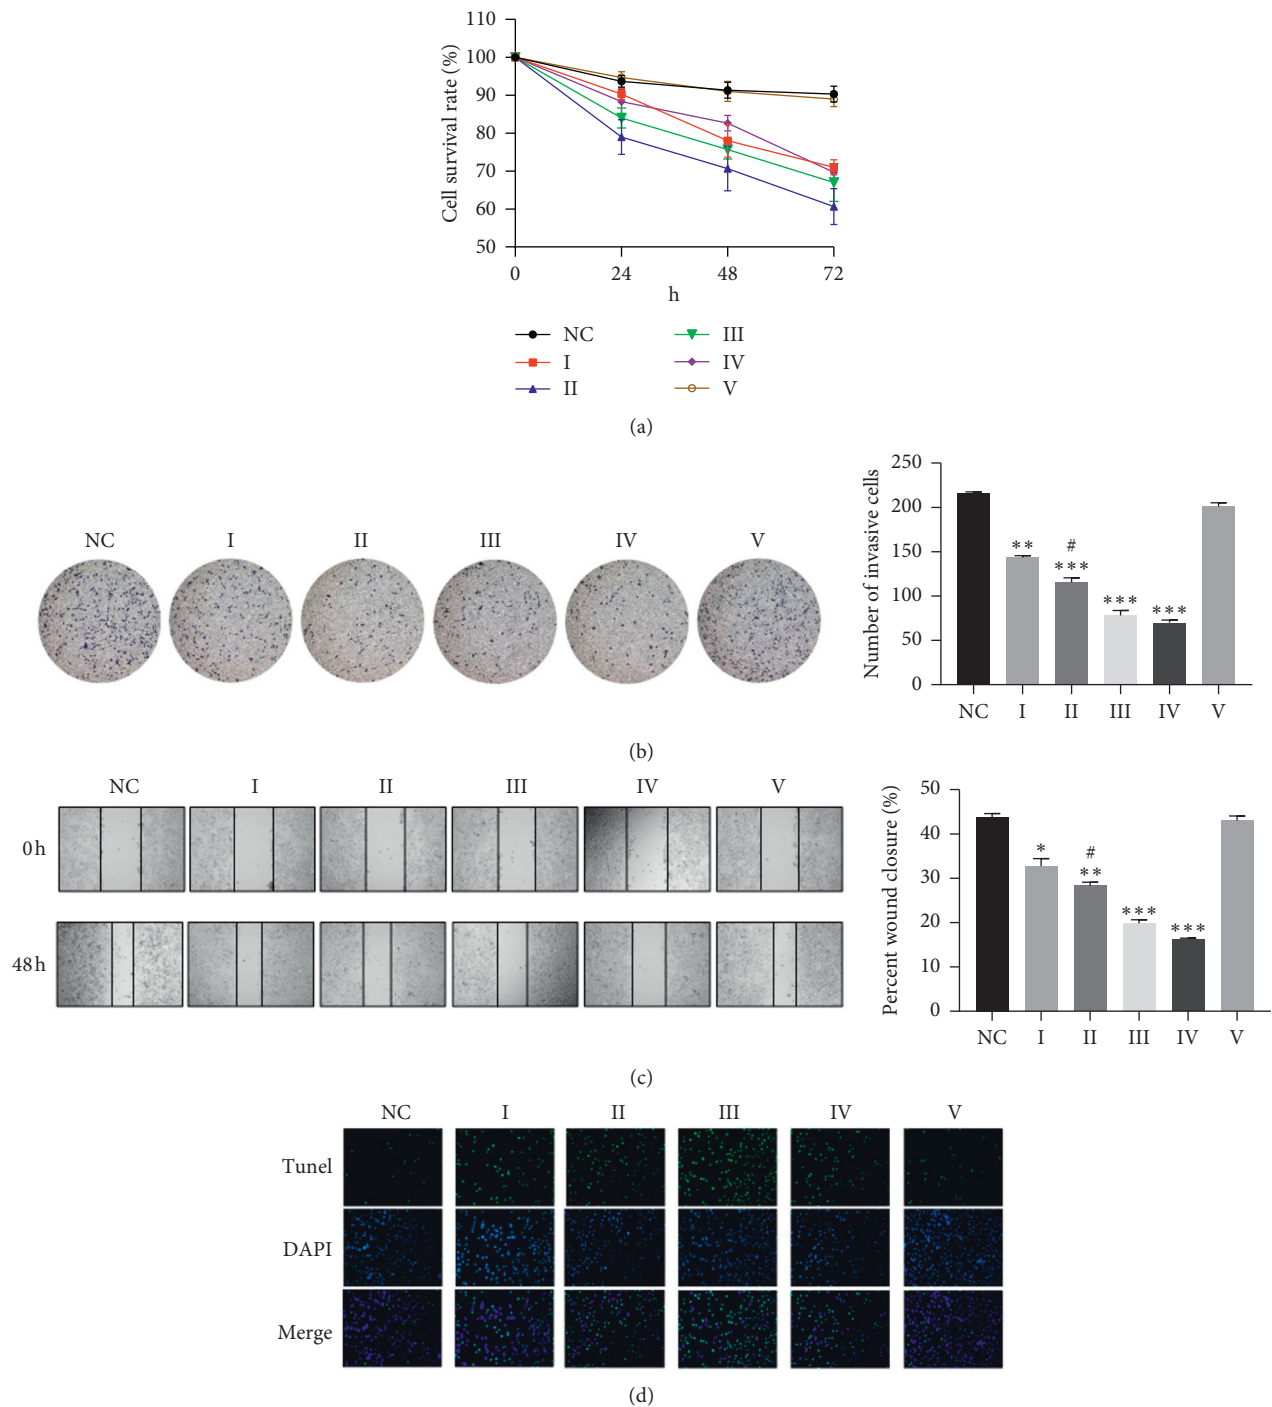 110
100
90
80
70
60
50
Cell survival rate (%)
0 24 48 72
h
NC III
I IV
II V
(a)
NC I II III IV V
250
200
150
100
50
0
Number of invasive cells
** # *** *** ***
NC I II III IV V
(b)
NC I II III IV V
0 h
48 h
50
40
30
20
10
0
Percent wound closure (%)
* # ** *** ***
NC I II III IV V
(c)
NC I II III IV V
Tunel
DAPI
Merge
(d)